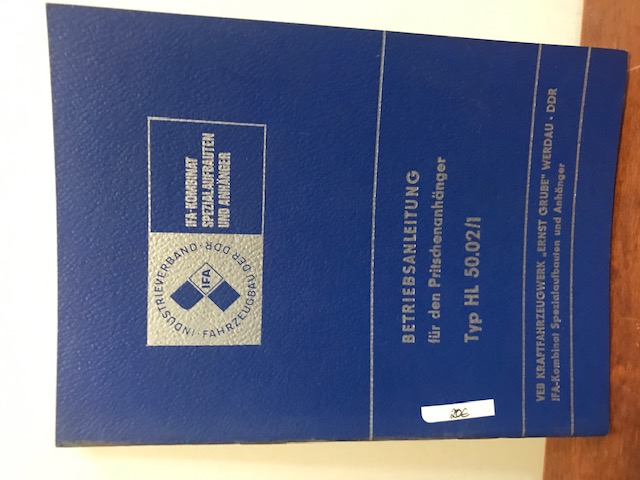 INDUSTRIEVERBAND · FAHRZEUGBAU · DER DDR ·
IFA
IFA-KOMBINAT
SPEZIALAUFBAUTEN
UND ANHÄNGER
BETRIEBSANLEITUNG
für den Pritschenanhänger
Typ HL 50.02/1
20€
VEB KRAFTFAHRZEUGWERK „ERNST GRUBE" WERDAU · DDR
IFA-Kombinat Spezialaufbauten und Anhänger